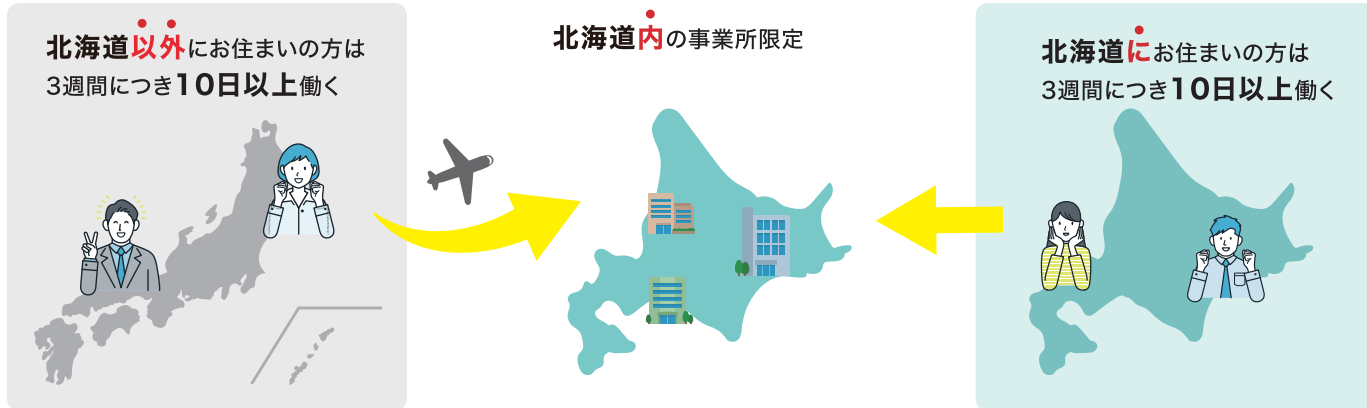 北海道以外にお住まいの方は
3週間につき10日以上働く
北海道内の事業所限定
北海道にお住まいの方は
3週間につき10日以上働く